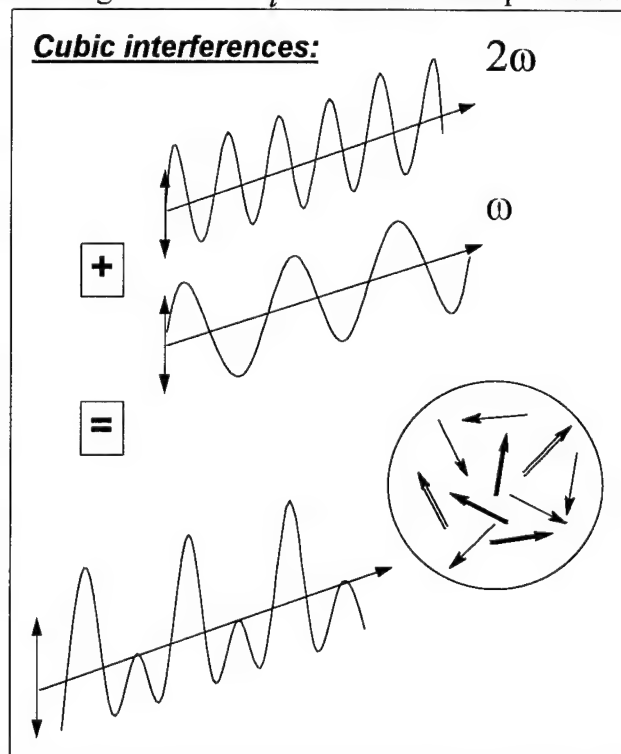 Cubic interferences:
2ω
ω
+
=